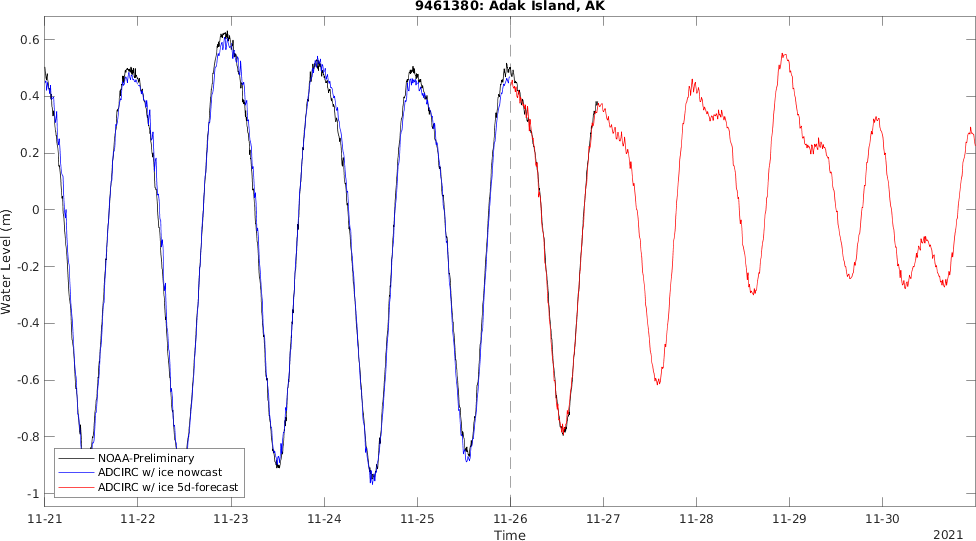 9461380: Adak Island, AK
0.6
0.4
0.2
0
-0.2
-0.4
-0.6
-0.8
-1
Water Level (m)
NOAA-Preliminary
ADCIRC w/ ice nowcast
ADCIRC w/ ice 5d-forecast
11-21 11-22 11-23 11-24 11-25 11-26 11-27 11-28 11-29 11-30
Time
2021